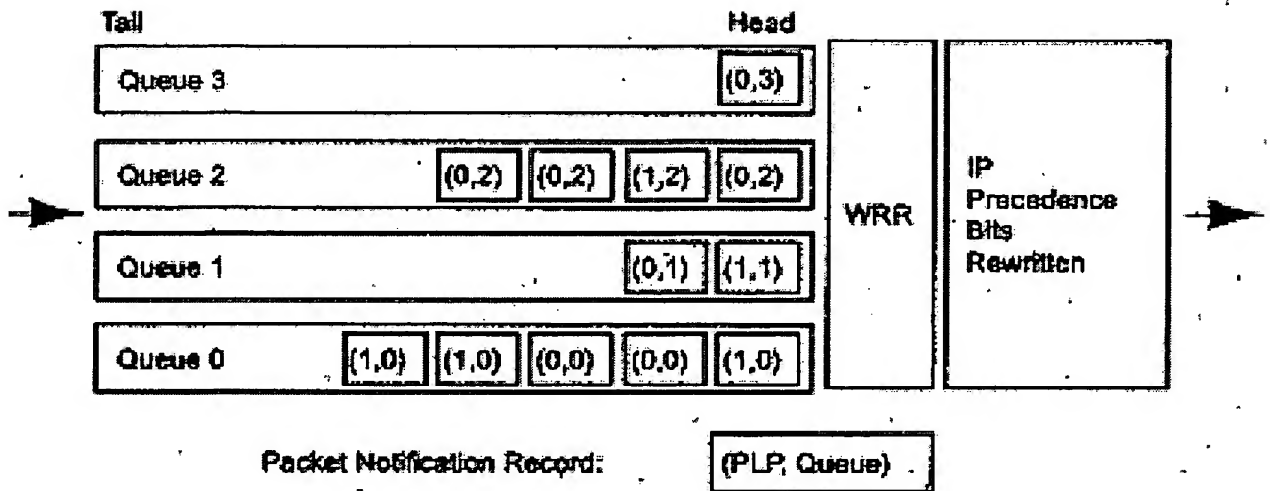 Tail Head
Queue 3 (0,3)
Queue 2 (0,2) (0,2) (1,2) (0,2)
Queue 1 (0,1) (1,1)
Queue 0 (1,0) (1,0) (0,0) (0,0) (1,0)
WRR
IP
Precedence
Bits
Rewritten
Packet Notification Record: (PLP, Queue)